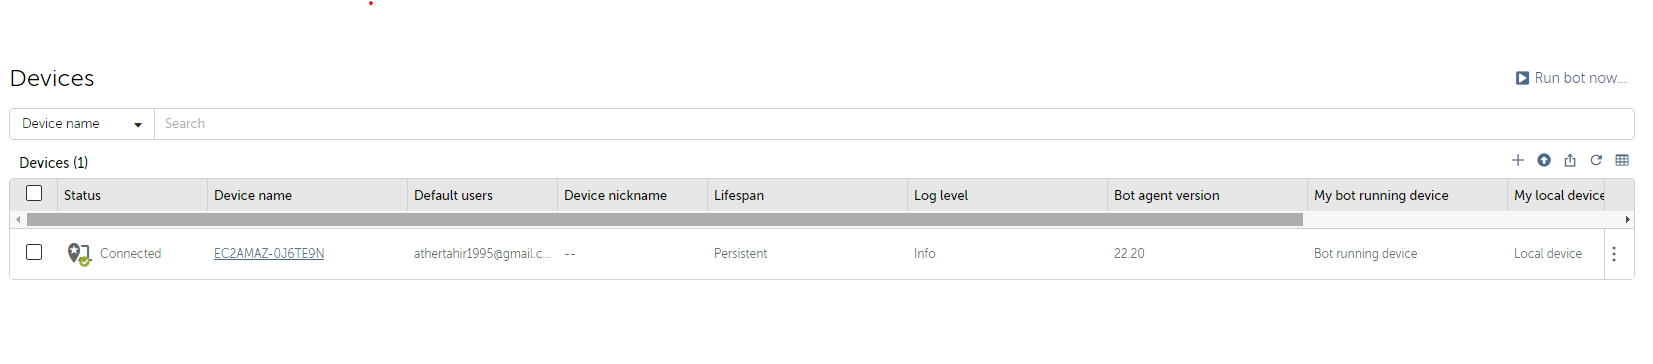 Devices
Run bot now...
Device name
Search
Devices (1)
Status Device name Default users Device nickname Lifespan Log level Bot agent version My bot running device My local device
Connected EC2AMAZ-0J6TE9N athertahir1995@gmail.c... -- Persistent Info 22.20 Bot running device Local device